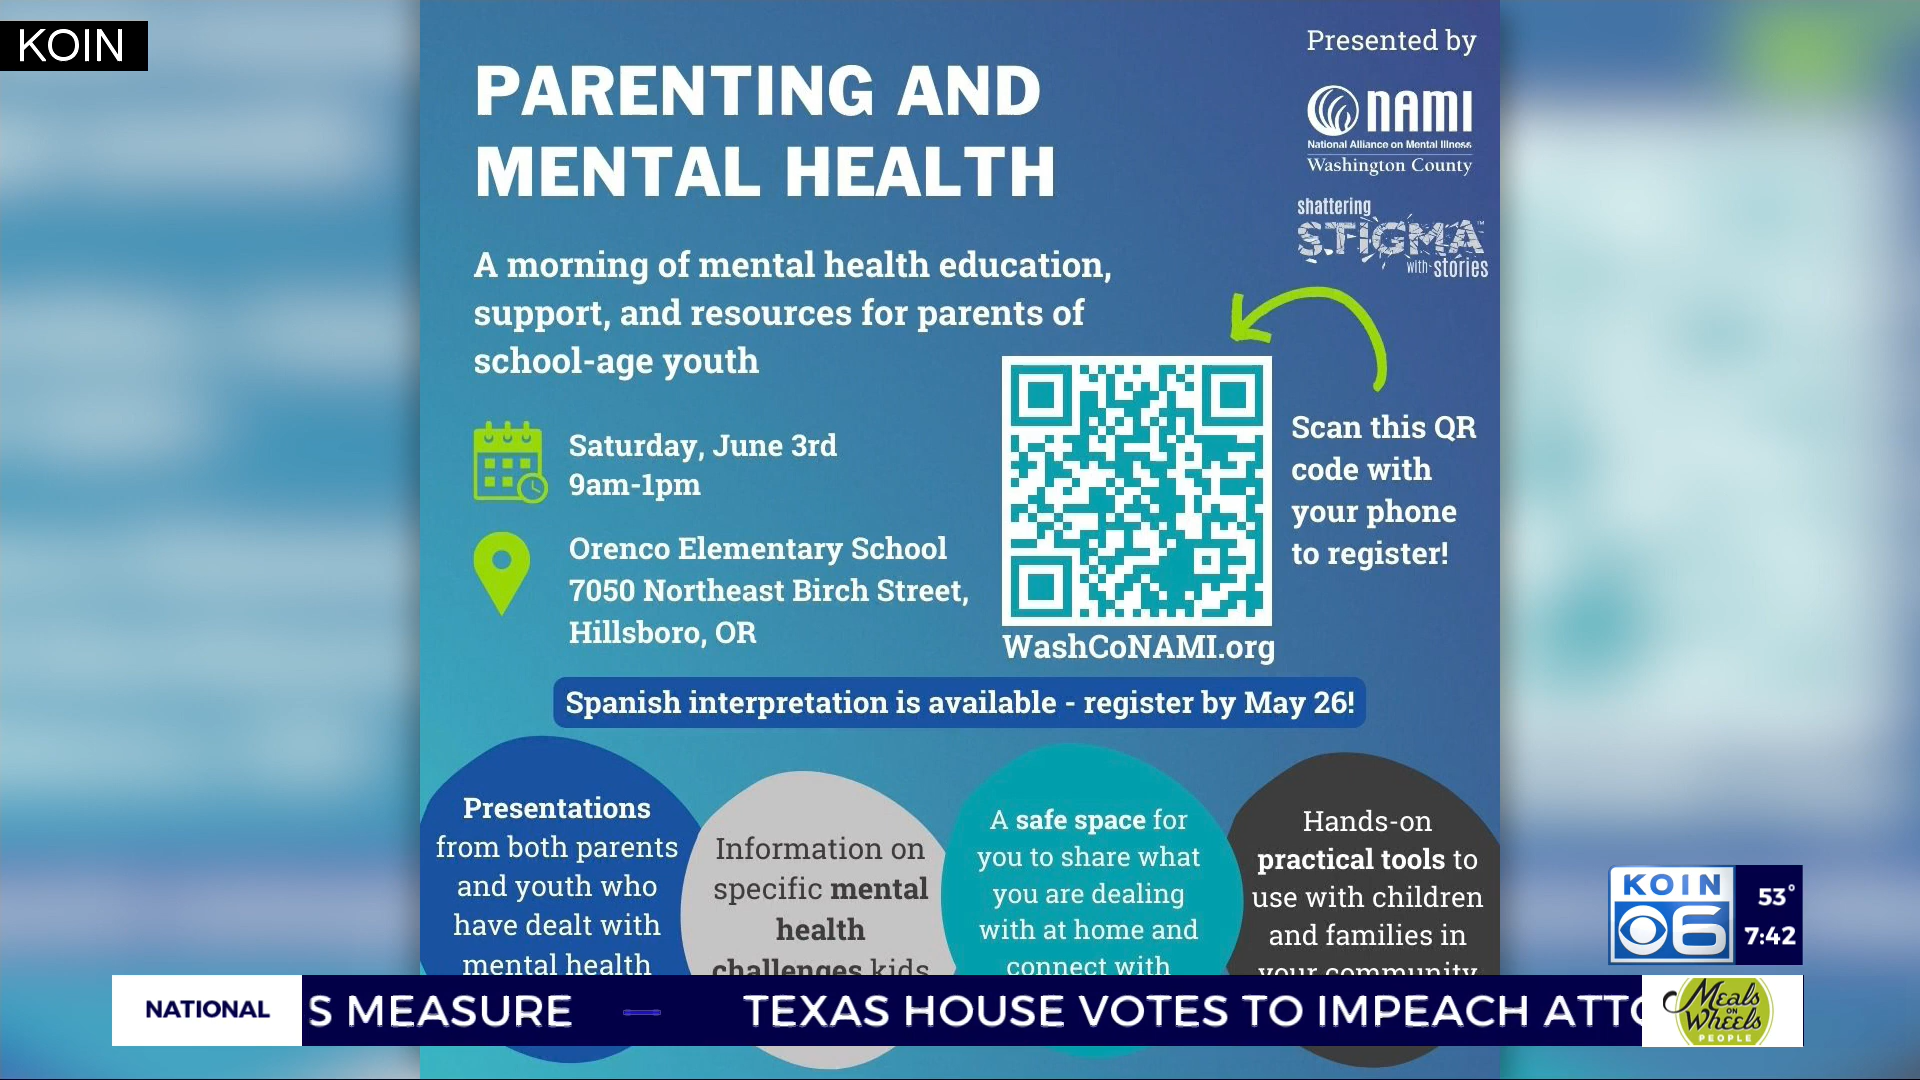 KOIN
Presented by
NAMI
National Alliance on Mental Illness
Washington County
shattering
STIGMA™
with stories
PARENTING AND
MENTAL HEALTH
A morning of mental health education,
support, and resources for parents of
school-age youth
Saturday, June 3rd
9am-1pm
Orenco Elementary School
7050 Northeast Birch Street,
Hillsboro, OR
Scan this QR
code with
your phone
to register!
WashCoNAMI.org
Spanish interpretation is available - register by May 26!
Presentations
from both parents
and youth who
have dealt with
mental health
Information on
specific mental
health
challenges kids
A safe space for
you to share what
you are dealing
with at home and
connect with
Hands-on
practical tools to
use with children
and families in
your community
KOIN
6
53°
7:42
NATIONAL
S MEASURE — TEXAS HOUSE VOTES TO IMPEACH ATTO
Meals
ON
Wheels
PEOPLE